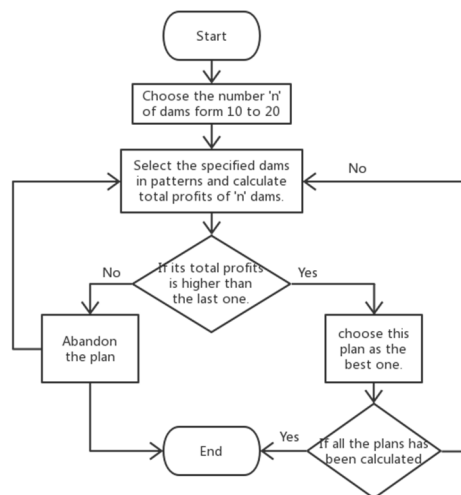 Start
Choose the number 'n'
of dams form 10 to 20
Select the specified dams
in patterns and calculate
total profits of 'n' dams.
No
If its total profits
is higher than
the last one.
No
Yes
Abandon
the plan
choose this
plan as the
best one.
End
Yes
If all the plans has
been calculated